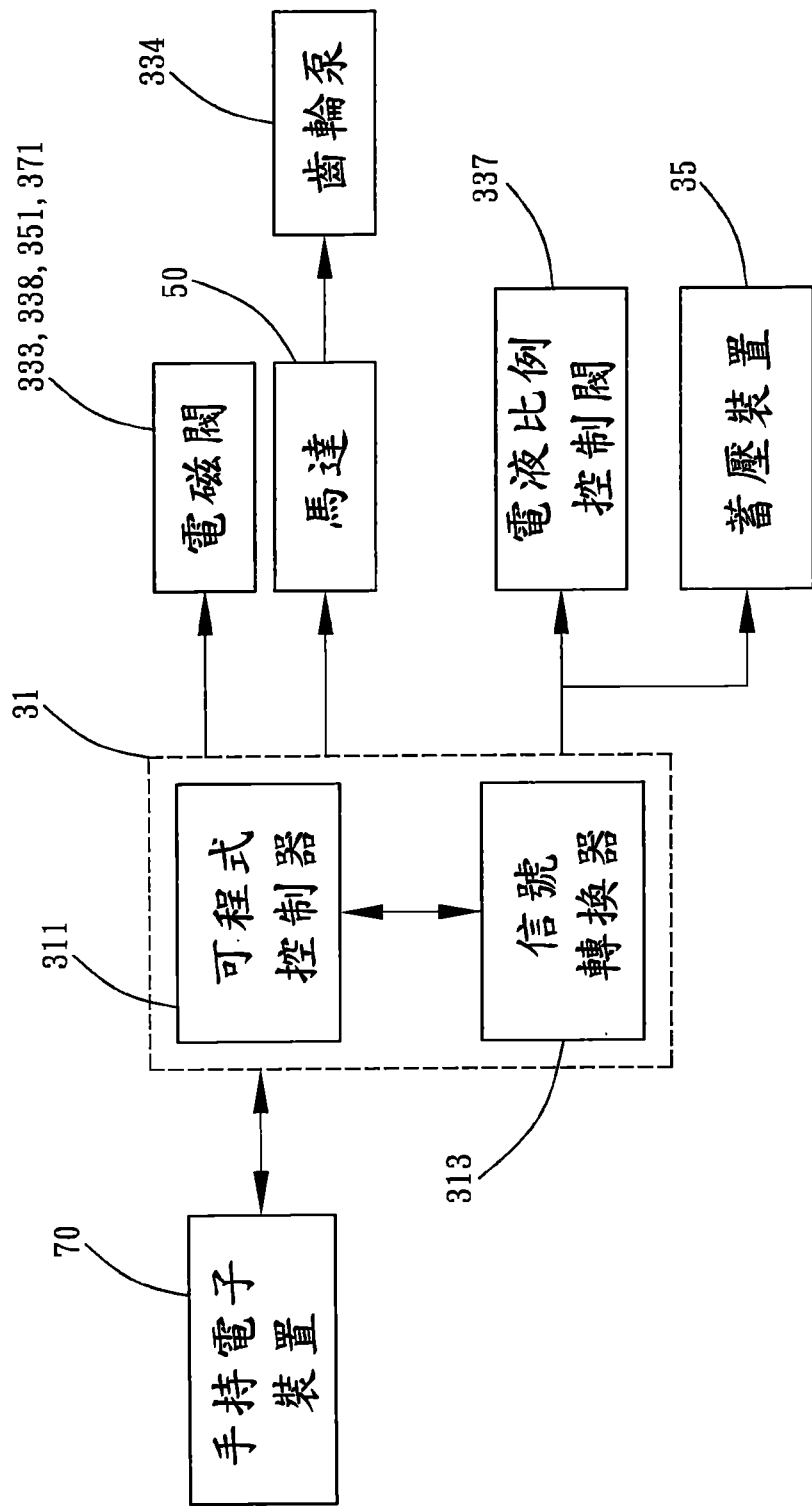 70
手持電子
裝置
31
311
可程式
控制器
信號
轉換器
313
333, 338, 351, 371
電磁閥
50
馬達
334
齒輪泵
337
電液比例
控制閥
35
蓄壓裝置